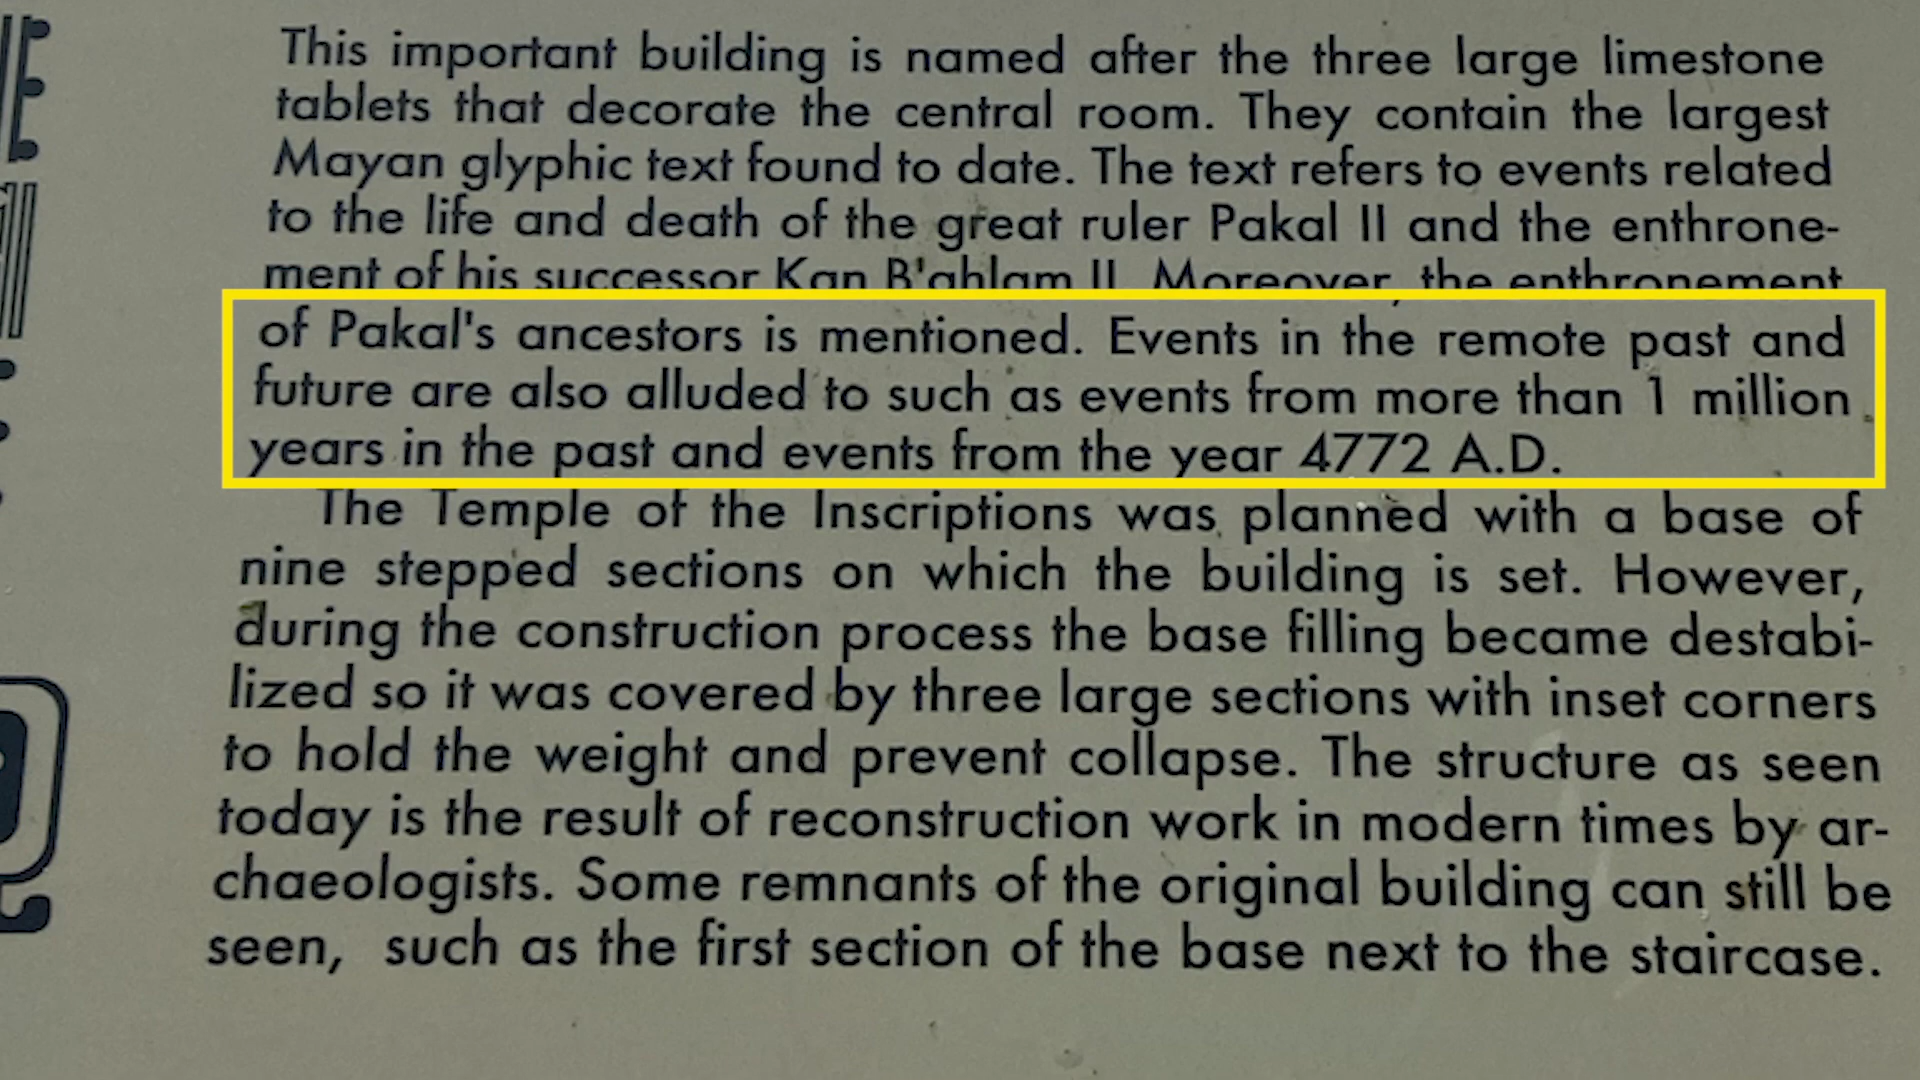 This important building is named after the three large limestone
tablets that decorate the central room. They contain the largest
Mayan glyphic text found to date. The text refers to events related
to the life and death of the great ruler Pakal II and the enthrone-
ment of his successor Kan B'ahlam II. Moreover, the enthronement
of Pakal's ancestors is mentioned. Events in the remote past and
future are also alluded to such as events from more than 1 million
years in the past and events from the year 4772 A.D.
The Temple of the Inscriptions was planned with a base of
nine stepped sections on which the building is set. However,
during the construction process the base filling became destabi-
lized so it was covered by three large sections with inset corners
to hold the weight and prevent collapse. The structure as seen
today is the result of reconstruction work in modern times by ar-
chaeologists. Some remnants of the original building can still be
seen, such as the first section of the base next to the staircase.